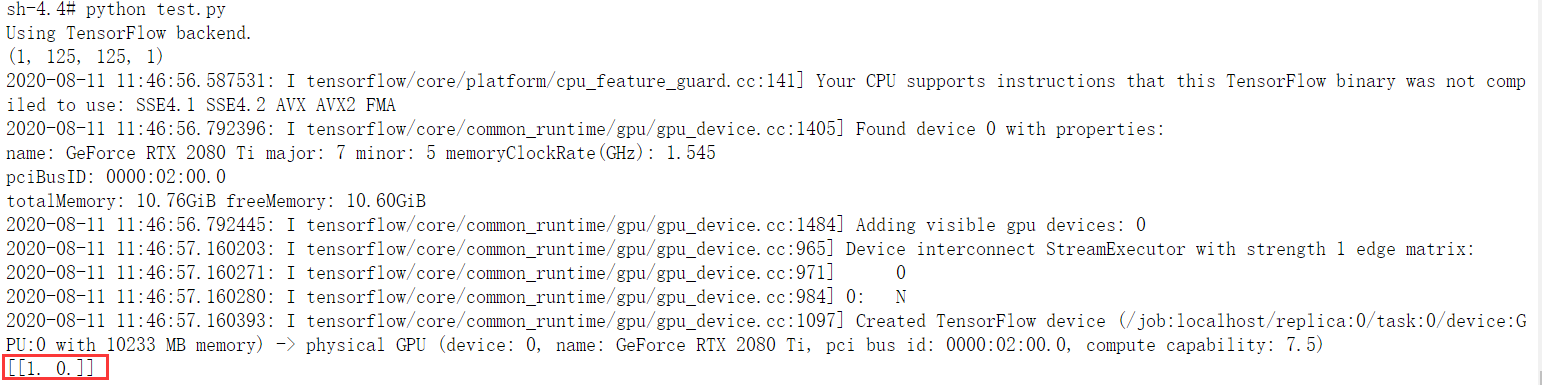 sh-4.4# python test.py
Using TensorFlow backend.
(1, 125, 125, 1)
2020-08-11 11:46:56.587531: I tensorflow/core/platform/cpu_feature_guard.cc:141] Your CPU supports instructions that this TensorFlow binary was not comp
iled to use: SSE4.1 SSE4.2 AVX AVX2 FMA
2020-08-11 11:46:56.792396: I tensorflow/core/common_runtime/gpu/gpu_device.cc:1405] Found device 0 with properties:
name: GeForce RTX 2080 Ti major: 7 minor: 5 memoryClockRate(GHz): 1.545
pciBusID: 0000:02:00.0
totalMemory: 10.76GiB freeMemory: 10.60GiB
2020-08-11 11:46:56.792445: I tensorflow/core/common_runtime/gpu/gpu_device.cc:1484] Adding visible gpu devices: 0
2020-08-11 11:46:57.160203: I tensorflow/core/common_runtime/gpu/gpu_device.cc:965] Device interconnect StreamExecutor with strength 1 edge matrix:
2020-08-11 11:46:57.160271: I tensorflow/core/common_runtime/gpu/gpu_device.cc:971]      0
2020-08-11 11:46:57.160280: I tensorflow/core/common_runtime/gpu/gpu_device.cc:984] 0:   N
2020-08-11 11:46:57.160393: I tensorflow/core/common_runtime/gpu/gpu_device.cc:1097] Created TensorFlow device (/job:localhost/replica:0/task:0/device:G
PU:0 with 10233 MB memory) -> physical GPU (device: 0, name: GeForce RTX 2080 Ti, pci bus id: 0000:02:00.0, compute capability: 7.5)
[[1. 0.]]